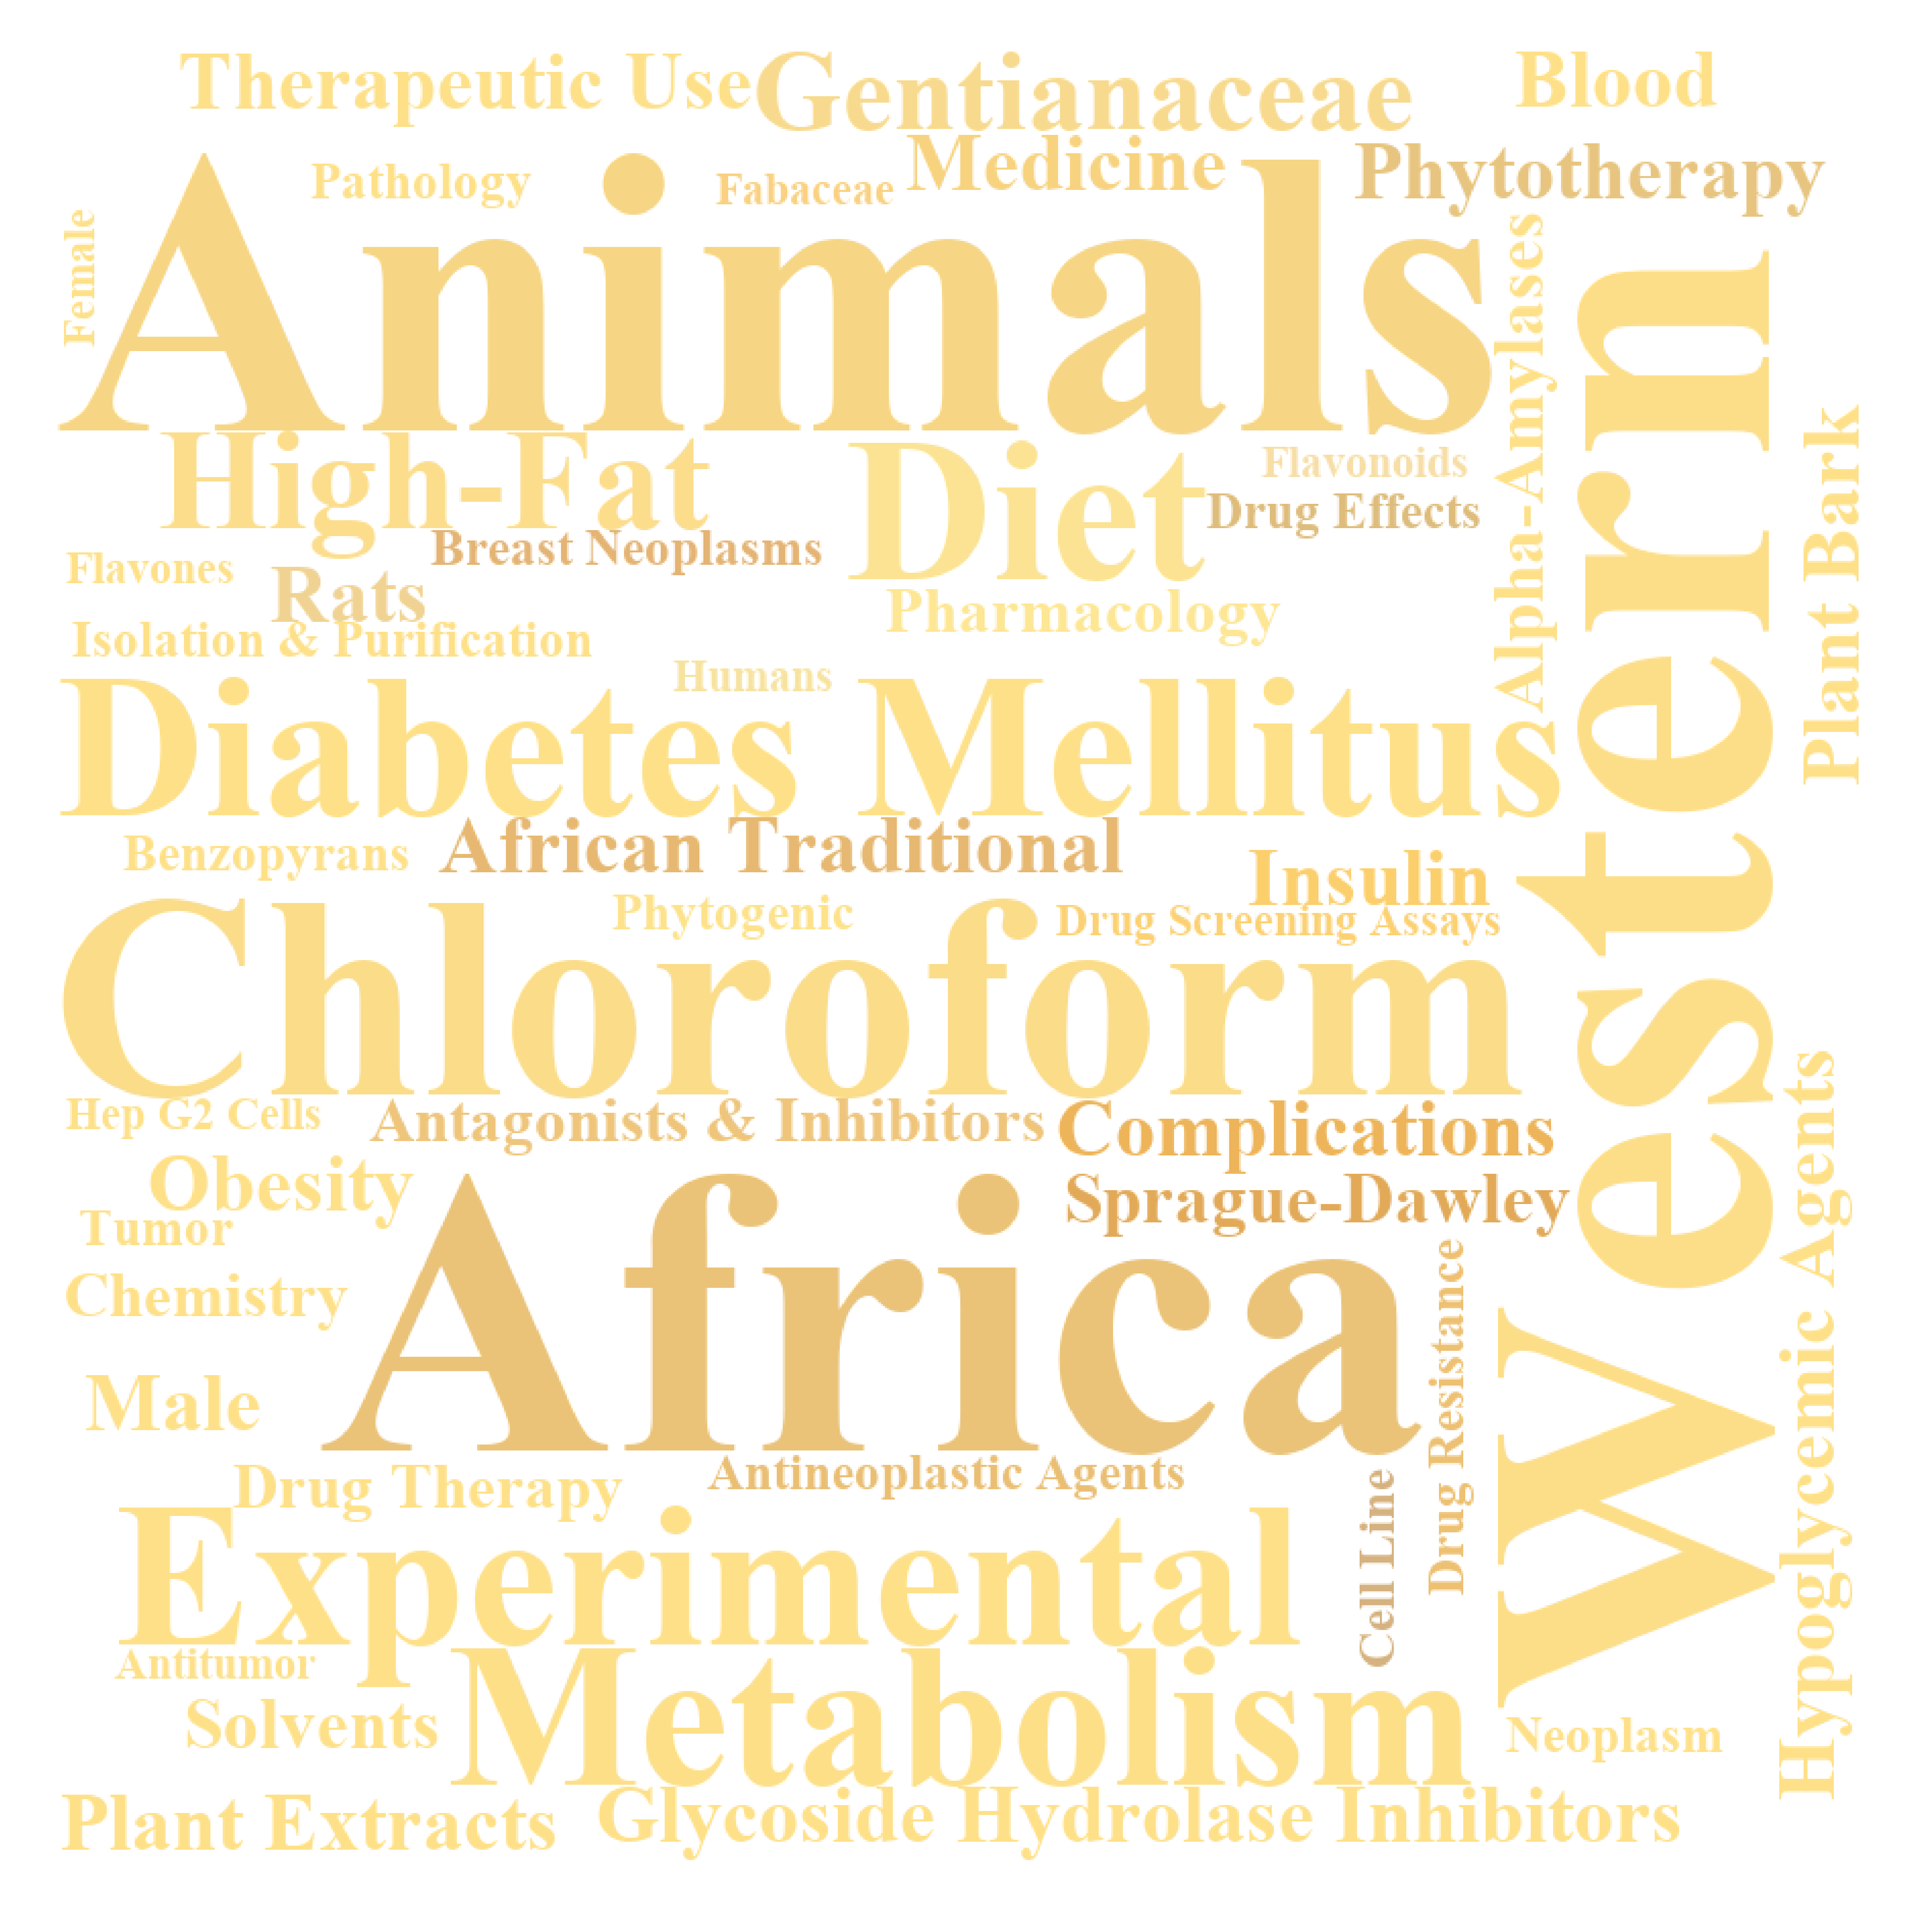 Therapeutic Use
Gentianaceae
Blood
Medicine
Phytotherapy
Pathology
Fabaceae
Female
Animals
Alpha-Amylases
Western
Plant Bark
High-Fat
Diet
Flavonoids
Drug Effects
Breast Neoplasms
Flavones
Rats
Pharmacology
Isolation & Purification
Humans
Diabetes Mellitus
African Traditional
Benzopyrans
Insulin
Phytogenic
Drug Screening Assays
Chloroform
Hep G2 Cells
Antagonists & Inhibitors
Complications
Obesity
Sprague-Dawley
Tumor
Africa
Chemistry
Drug Resistance
Hypoglycemic Agents
Male
Drug Therapy
Antineoplastic Agents
Cell Line
Experimental
Antitumor
Metabolism
Solvents
Neoplasm
Plant Extracts
Glycoside Hydrolase Inhibitors